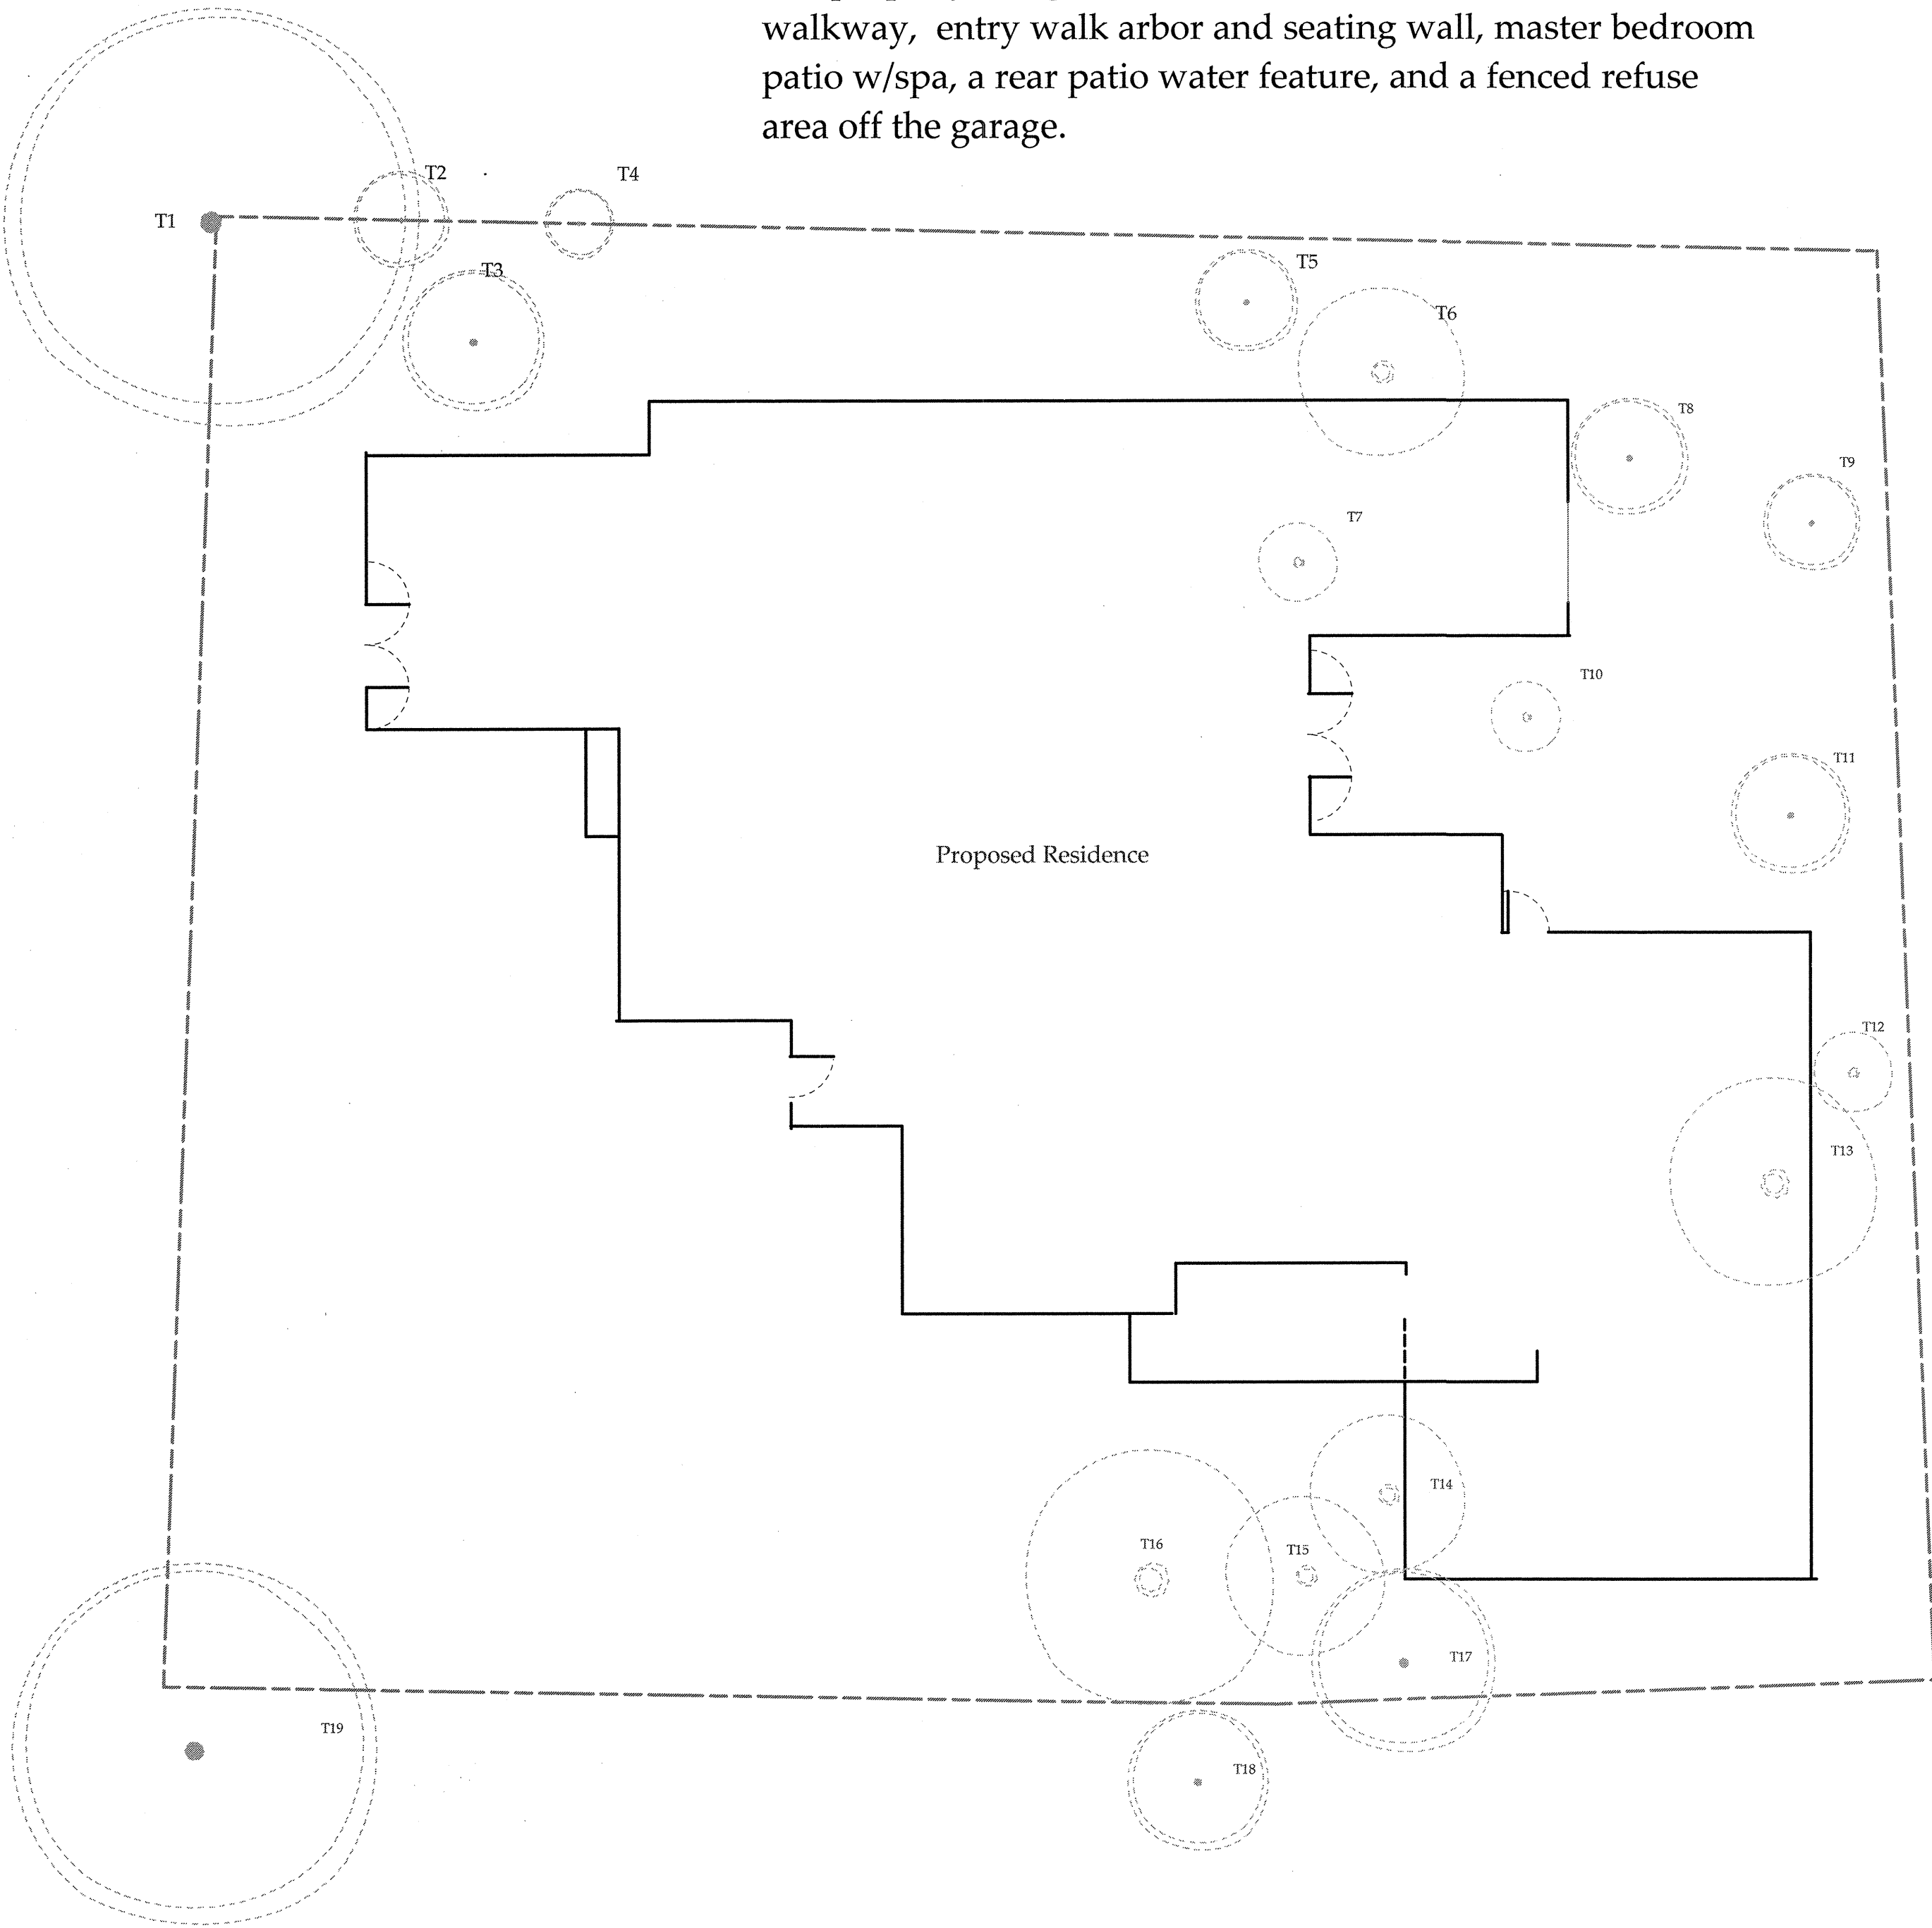 walkway, entry walk arbor and seating wall, master bedroom
patio w/spa, a rear patio water feature, and a fenced refuse
area off the garage.
T2
T4
T1
T3
T5
T6
T8
T9
T7
T10
T11
Proposed Residence
T12
T13
T14
T16
T15
T17
T19
T18